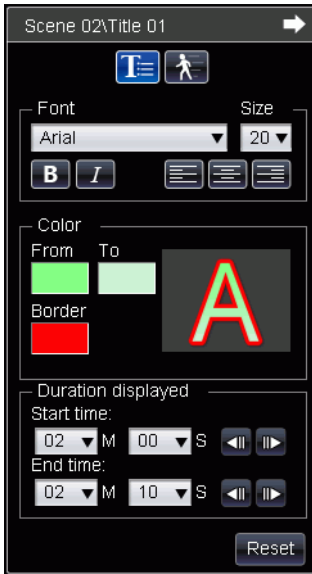 Scene 02\Title 01
T
Font Size
Arial 20
B I
Color
From To
Border
A
Duration displayed
Start time:
02 M 00 S
End time:
02 M 10 S
Reset